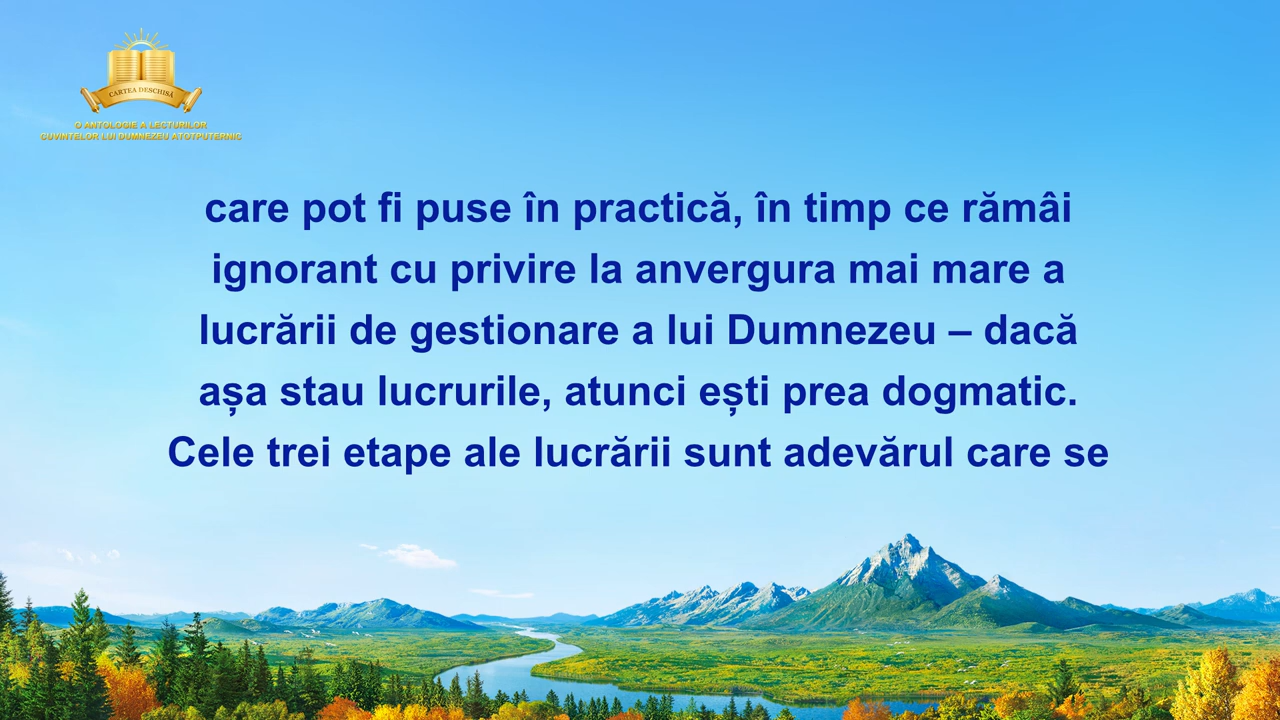 CARTEA DESCHISĂ
O ANTOLOGIE A LECTURILOR
CUVINTELOR LUI DUMNEZEU ATOTPUTERNIC
care pot fi puse în practică, în timp ce rămâi
ignorant cu privire la anvergura mai mare a
lucrării de gestionare a lui Dumnezeu – dacă
așa stau lucrurile, atunci ești prea dogmatic.
Cele trei etape ale lucrării sunt adevărul care se